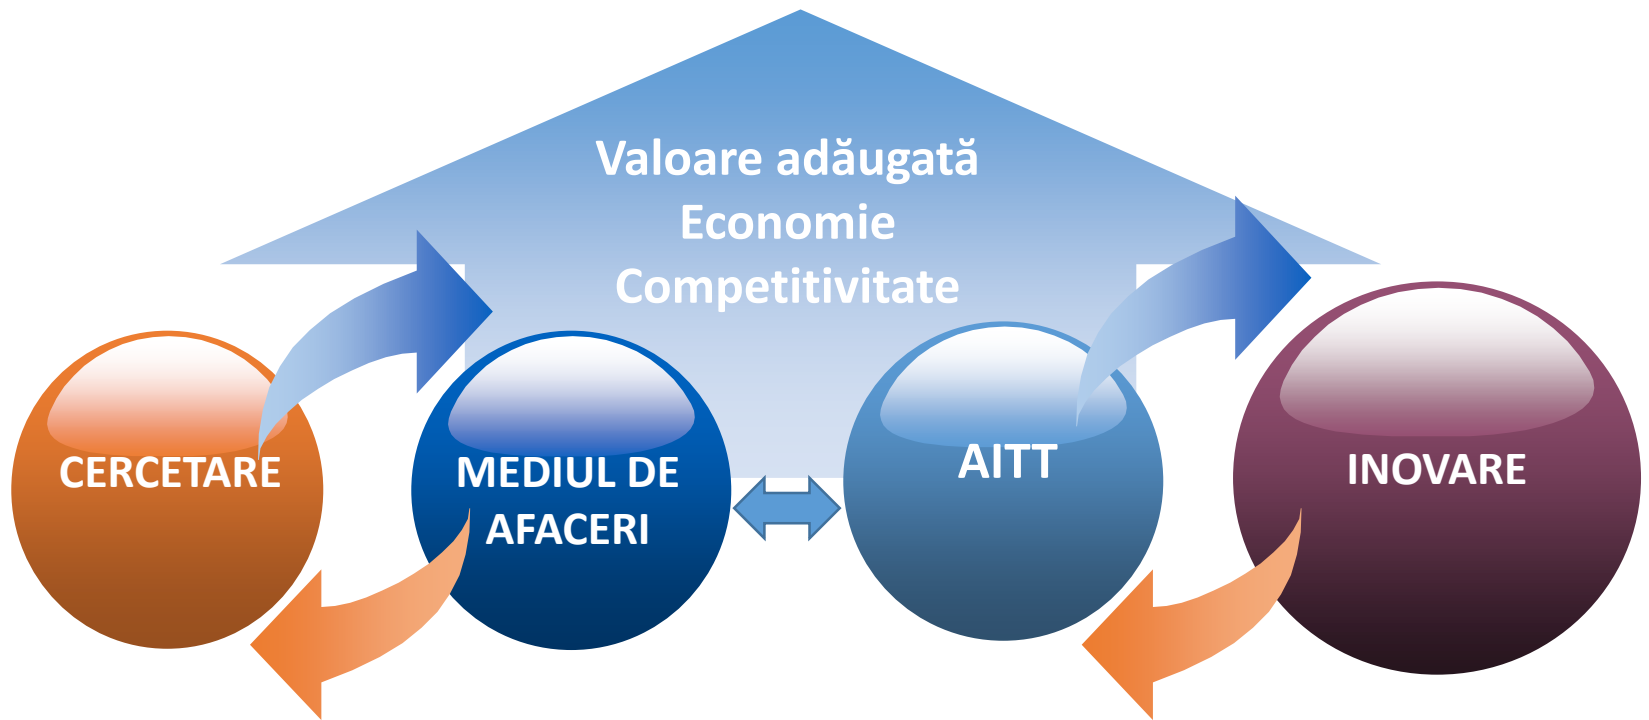 Valoare adăugată
Economie
Competitivitate
CERCETARE
MEDIUL DE
AFACERI
AITT
INOVARE